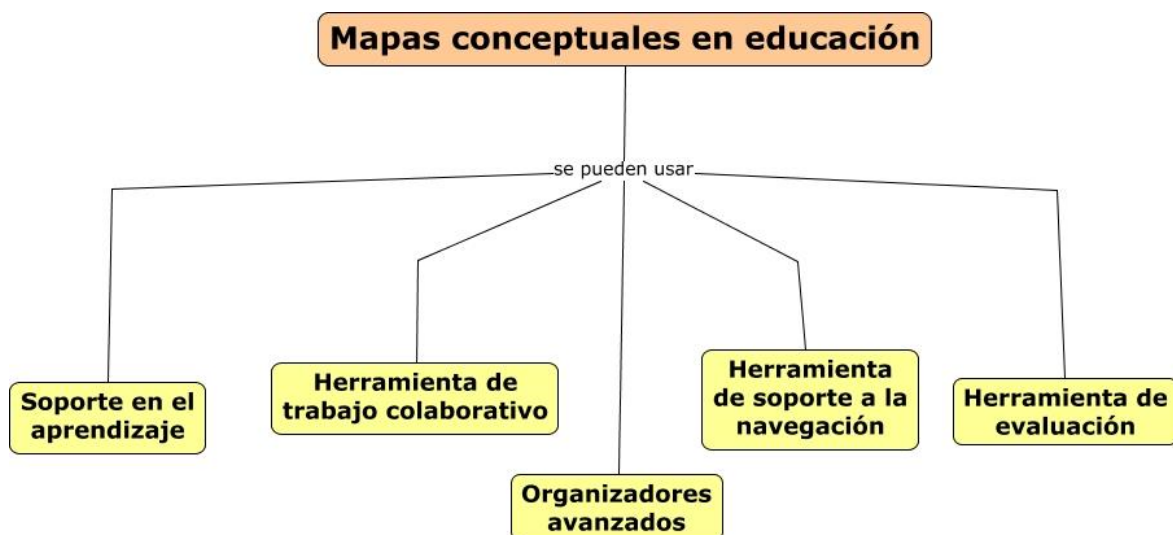 Mapas conceptuales en educación
se pueden usar
Soporte en el
aprendizaje
Herramienta de
trabajo colaborativo
Organizadores
avanzados
Herramienta
de soporte a la
navegación
Herramienta de
evaluación